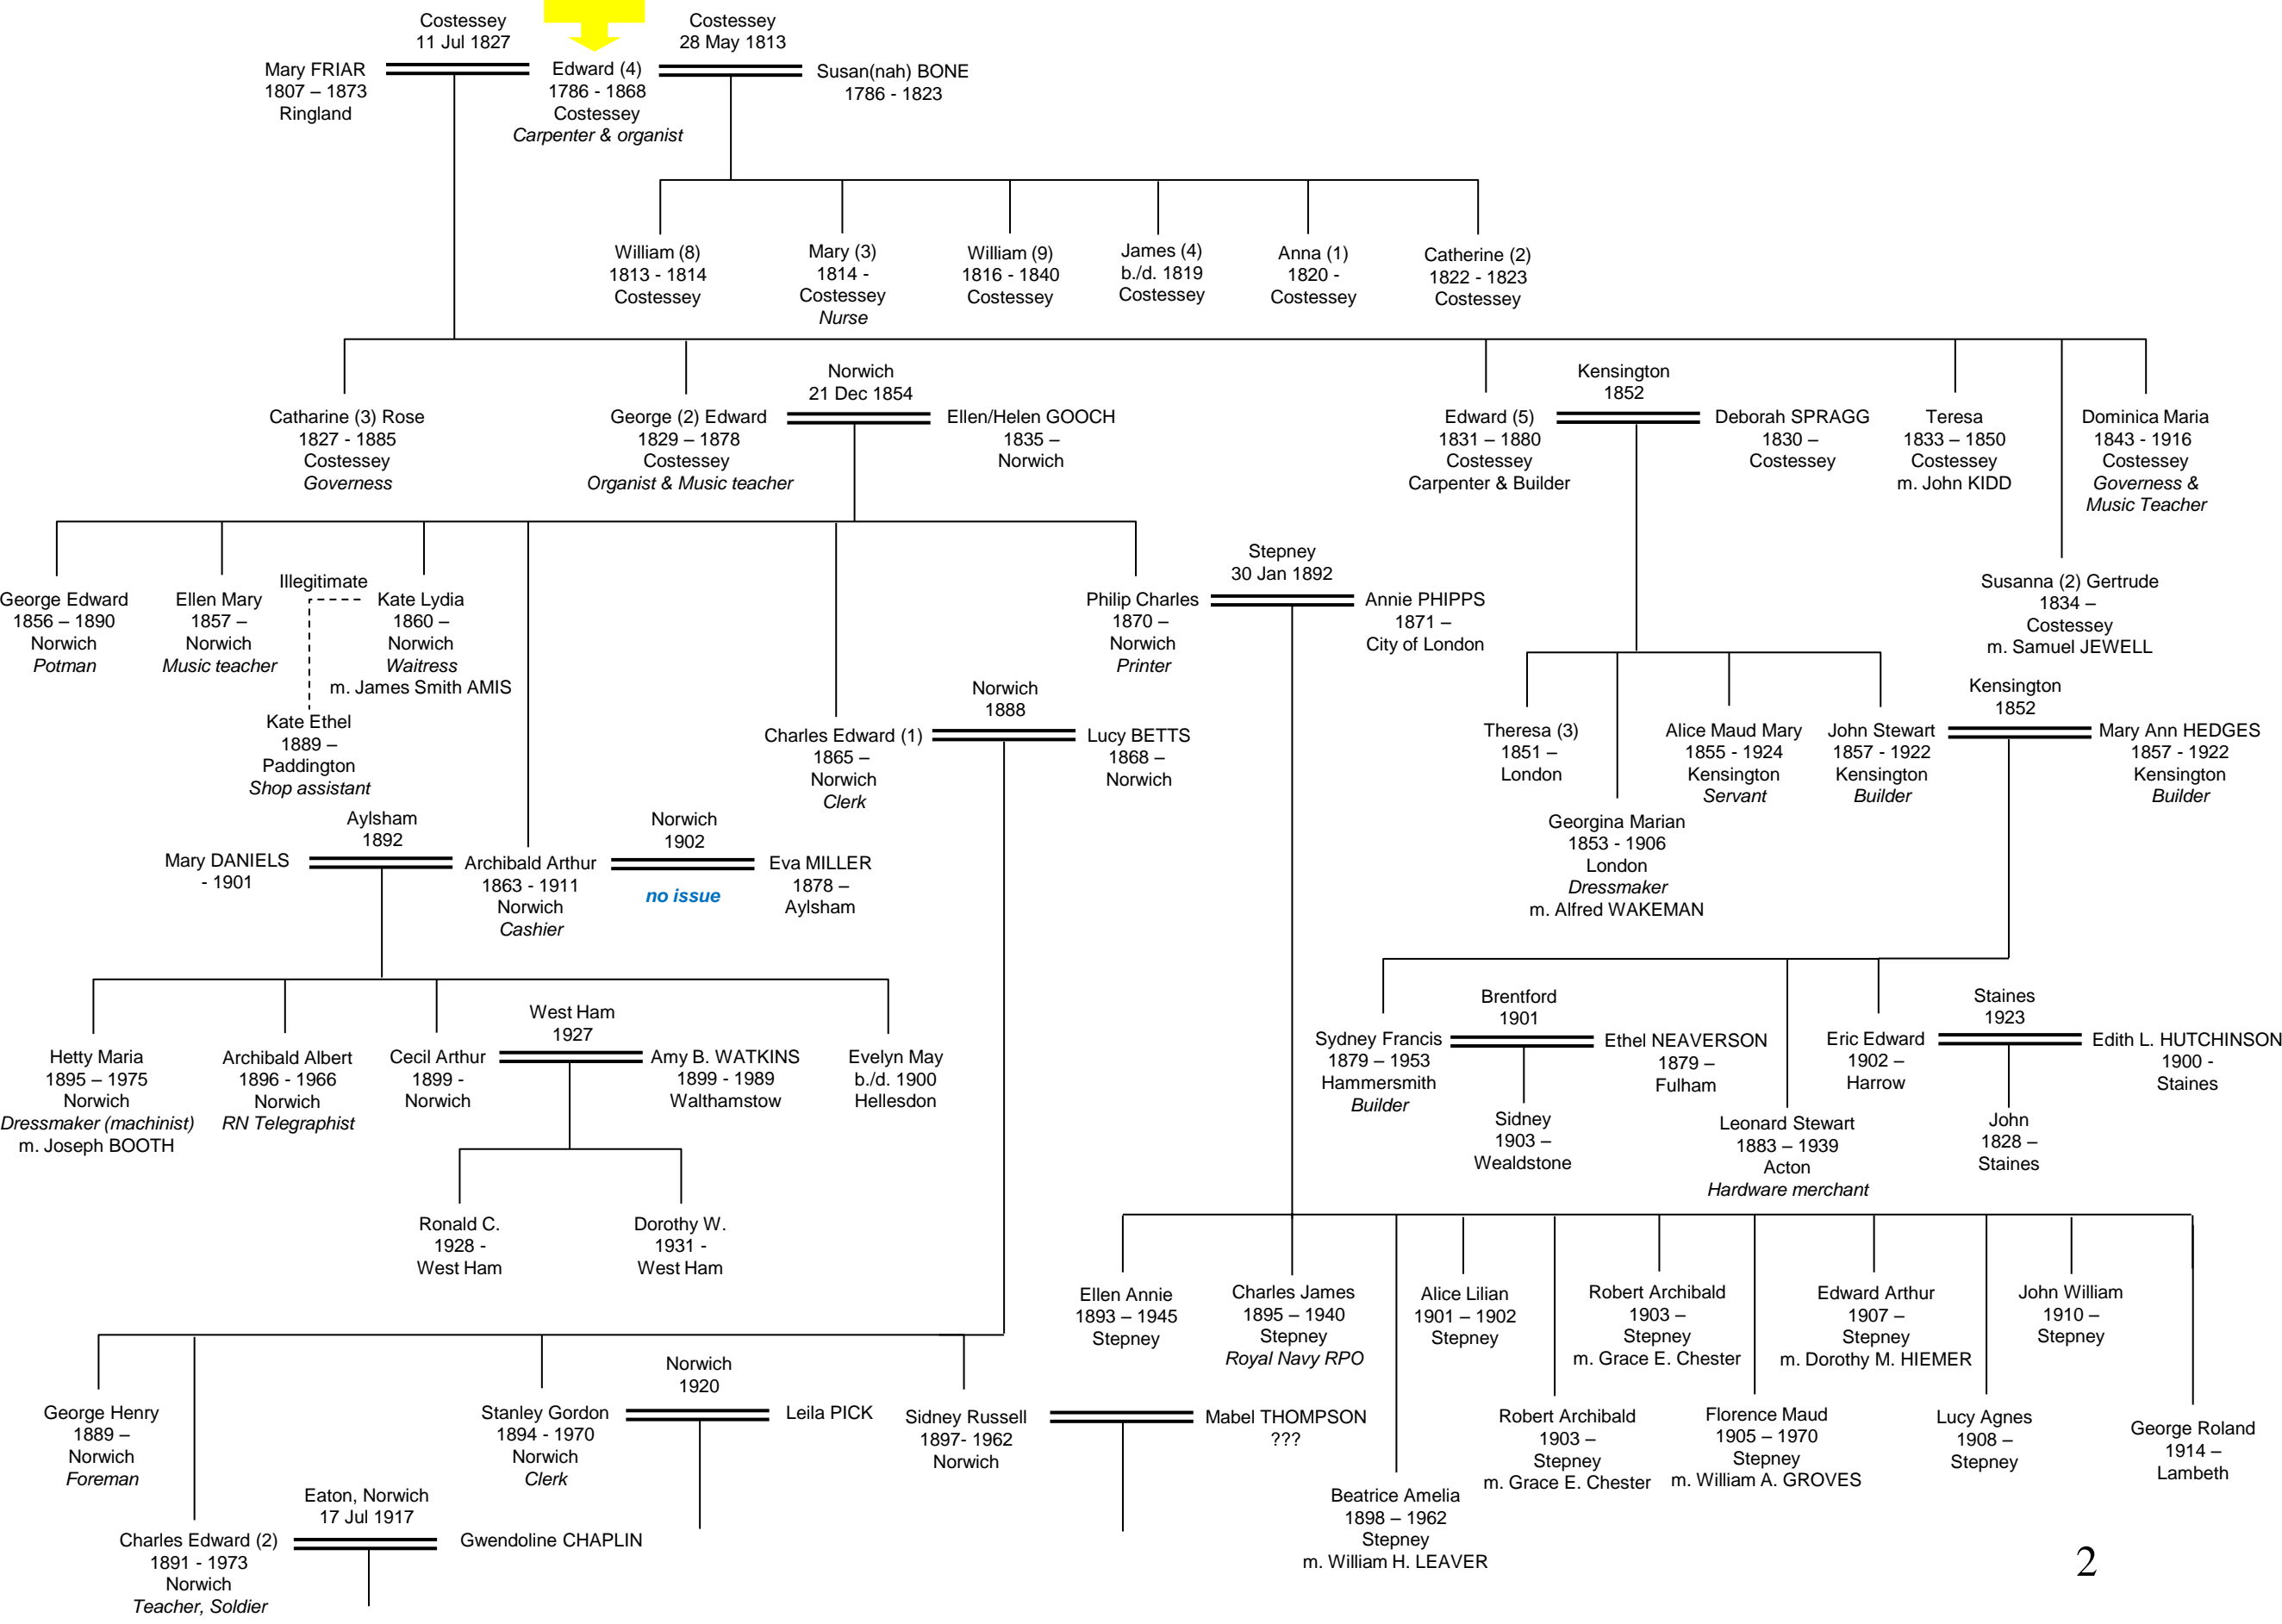 Costessey
11 Jul 1827
Costessey
28 May 1813
Mary FRIAR
1807 – 1873
Ringland
Edward (4)
1786 - 1868
Costessey
Carpenter & organist
Susan(nah) BONE
1786 - 1823
William (8)
1813 - 1814
Costessey
Mary (3)
1814 -
Costessey
Nurse
William (9)
1816 - 1840
Costessey
James (4)
b./d. 1819
Costessey
Anna (1)
1820 -
Costessey
Catherine (2)
1822 - 1823
Costessey
Catharine (3) Rose
1827 - 1885
Costessey
Governess
George (2) Edward
1829 – 1878
Costessey
Organist & Music teacher
Norwich
21 Dec 1854
Ellen/Helen GOOCH
1835 –
Norwich
Edward (5)
1831 – 1880
Costessey
Carpenter & Builder
Kensington
1852
Deborah SPRAGG
1830 –
Costessey
Teresa
1833 – 1850
Costessey
m. John KIDD
Dominica Maria
1843 - 1916
Costessey
Governess &
Music Teacher
Susanna (2) Gertrude
1834 –
Costessey
m. Samuel JEWELL
George Edward
1856 – 1890
Norwich
Potman
Ellen Mary
1857 –
Norwich
Music teacher
Illegitimate
Kate Lydia
1860 –
Norwich
Waitress
m. James Smith AMIS
Kate Ethel
1889 –
Paddington
Shop assistant
Philip Charles
1870 –
Norwich
Printer
Stepney
30 Jan 1892
Annie PHIPPS
1871 –
City of London
Charles Edward (1)
1865 –
Norwich
Clerk
Norwich
1888
Lucy BETTS
1868 –
Norwich
Theresa (3)
1851 –
London
Georgina Marian
1853 - 1906
London
Dressmaker
m. Alfred WAKEMAN
Alice Maud Mary
1855 - 1924
Kensington
Servant
John Stewart
1857 - 1922
Kensington
Builder
Kensington
1852
Mary Ann HEDGES
1857 - 1922
Kensington
Builder
Mary DANIELS
- 1901
Aylsham
1892
Archibald Arthur
1863 - 1911
Norwich
Cashier
Norwich
1902
no issue
Eva MILLER
1878 –
Aylsham
Hetty Maria
1895 – 1975
Norwich
Dressmaker (machinist)
m. Joseph BOOTH
Archibald Albert
1896 - 1966
Norwich
RN Telegraphist
Cecil Arthur
1899 -
Norwich
West Ham
1927
Amy B. WATKINS
1899 - 1989
Walthamstow
Evelyn May
b./d. 1900
Hellesdon
Ronald C.
1928 -
West Ham
Dorothy W.
1931 -
West Ham
Sydney Francis
1879 – 1953
Hammersmith
Builder
Brentford
1901
Ethel NEAVERSON
1879 –
Fulham
Sidney
1903 –
Wealdstone
Leonard Stewart
1883 – 1939
Acton
Hardware merchant
Eric Edward
1902 –
Harrow
Staines
1923
Edith L. HUTCHINSON
1900 -
Staines
John
1828 –
Staines
Ellen Annie
1893 – 1945
Stepney
Charles James
1895 – 1940
Stepney
Royal Navy RPO
Alice Lilian
1901 – 1902
Stepney
Robert Archibald
1903 –
Stepney
m. Grace E. Chester
Edward Arthur
1907 –
Stepney
m. Dorothy M. HIEMER
John William
1910 –
Stepney
Beatrice Amelia
1898 – 1962
Stepney
m. William H. LEAVER
Robert Archibald
1903 –
Stepney
m. Grace E. Chester
Florence Maud
1905 – 1970
Stepney
m. William A. GROVES
Lucy Agnes
1908 –
Stepney
George Roland
1914 –
Lambeth
George Henry
1889 –
Norwich
Foreman
Charles Edward (2)
1891 - 1973
Norwich
Teacher, Soldier
Eaton, Norwich
17 Jul 1917
Gwendoline CHAPLIN
Stanley Gordon
1894 - 1970
Norwich
Clerk
Norwich
1920
Leila PICK
Sidney Russell
1897- 1962
Norwich
Mabel THOMPSON
???
2